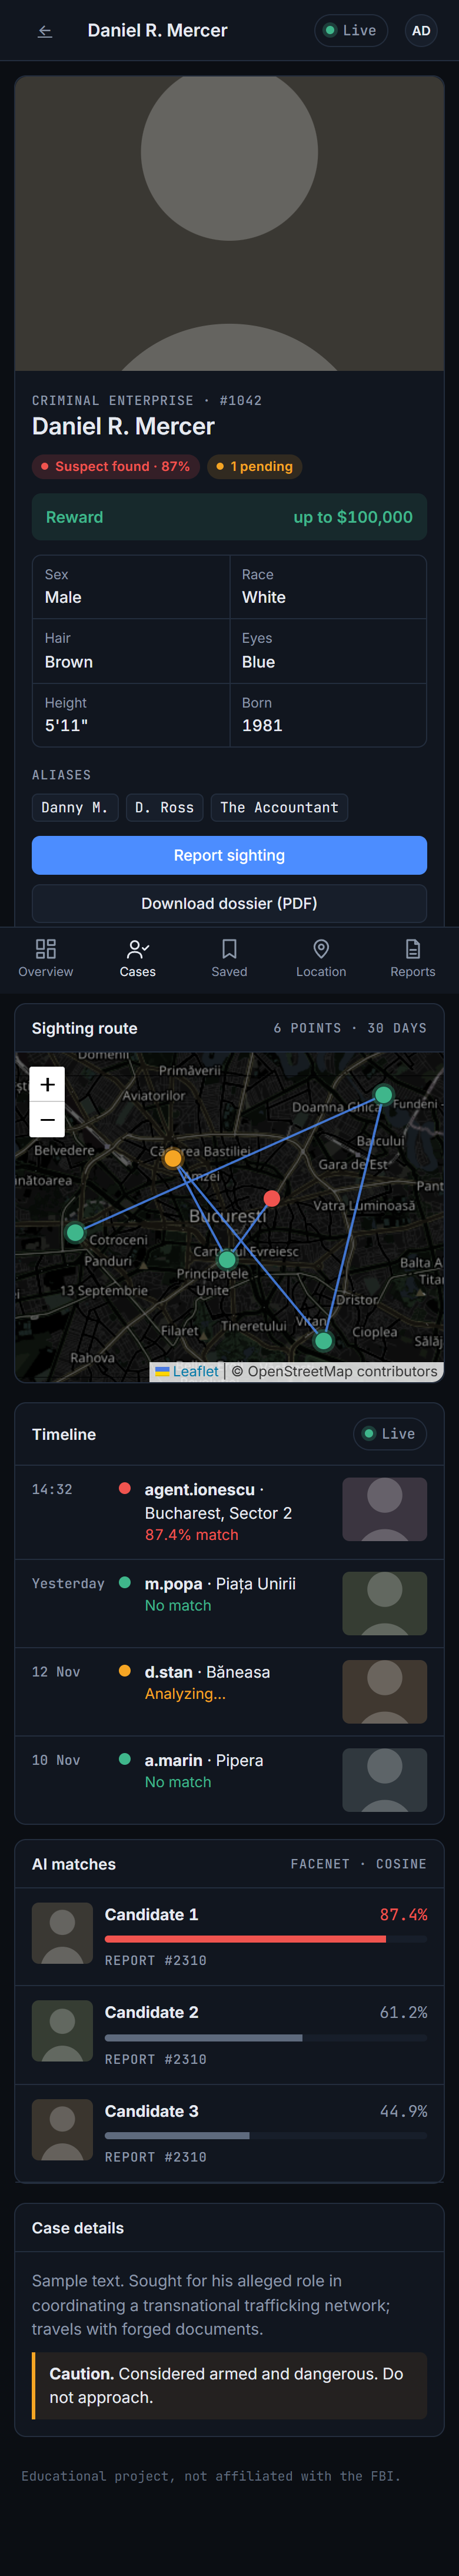 Daniel R. Mercer
Live
AD
CRIMINAL ENTERPRISE · #1042
Daniel R. Mercer
Suspect found · 87%
1 pending
Reward
up to $100,000
Sex
Race
Male
White
Hair
Eyes
Brown
Blue
Height
Born
5'11"
1981
ALIASES
Danny M.
D. Ross
The Accountant
Report sighting
Download dossier (PDF)
Overview
Cases
Saved
Location
Reports
Sighting route
6 POINTS · 30 DAYS
+
−
Domenii
Primăverii
Aviatorilor
Doamna Ghica
Fundeni -
Belvedere
Baicului
Gara de Est
Vatra Luminoasă
București
Cotroceni
Panduri
Principatele
Unite
13 Septembrie
Balta A
Titan
Dristor
Vitan
Filaret
Tineretului
Cioplea
Rahova
Leaflet | © OpenStreetMap contributors
Timeline
Live
14:32
agent.ionescu ·
Bucharest, Sector 2
87.4% match
Yesterday
m.popa · Piața Unirii
No match
12 Nov
d.stan · Băneasa
Analyzing…
10 Nov
a.marin · Pipera
No match
AI matches
FACENET · COSINE
Candidate 1
87.4%
REPORT #2310
Candidate 2
61.2%
REPORT #2310
Candidate 3
44.9%
REPORT #2310
Case details
Sample text. Sought for his alleged role in
coordinating a transnational trafficking network;
travels with forged documents.
Caution. Considered armed and dangerous. Do
not approach.
Educational project, not affiliated with the FBI.